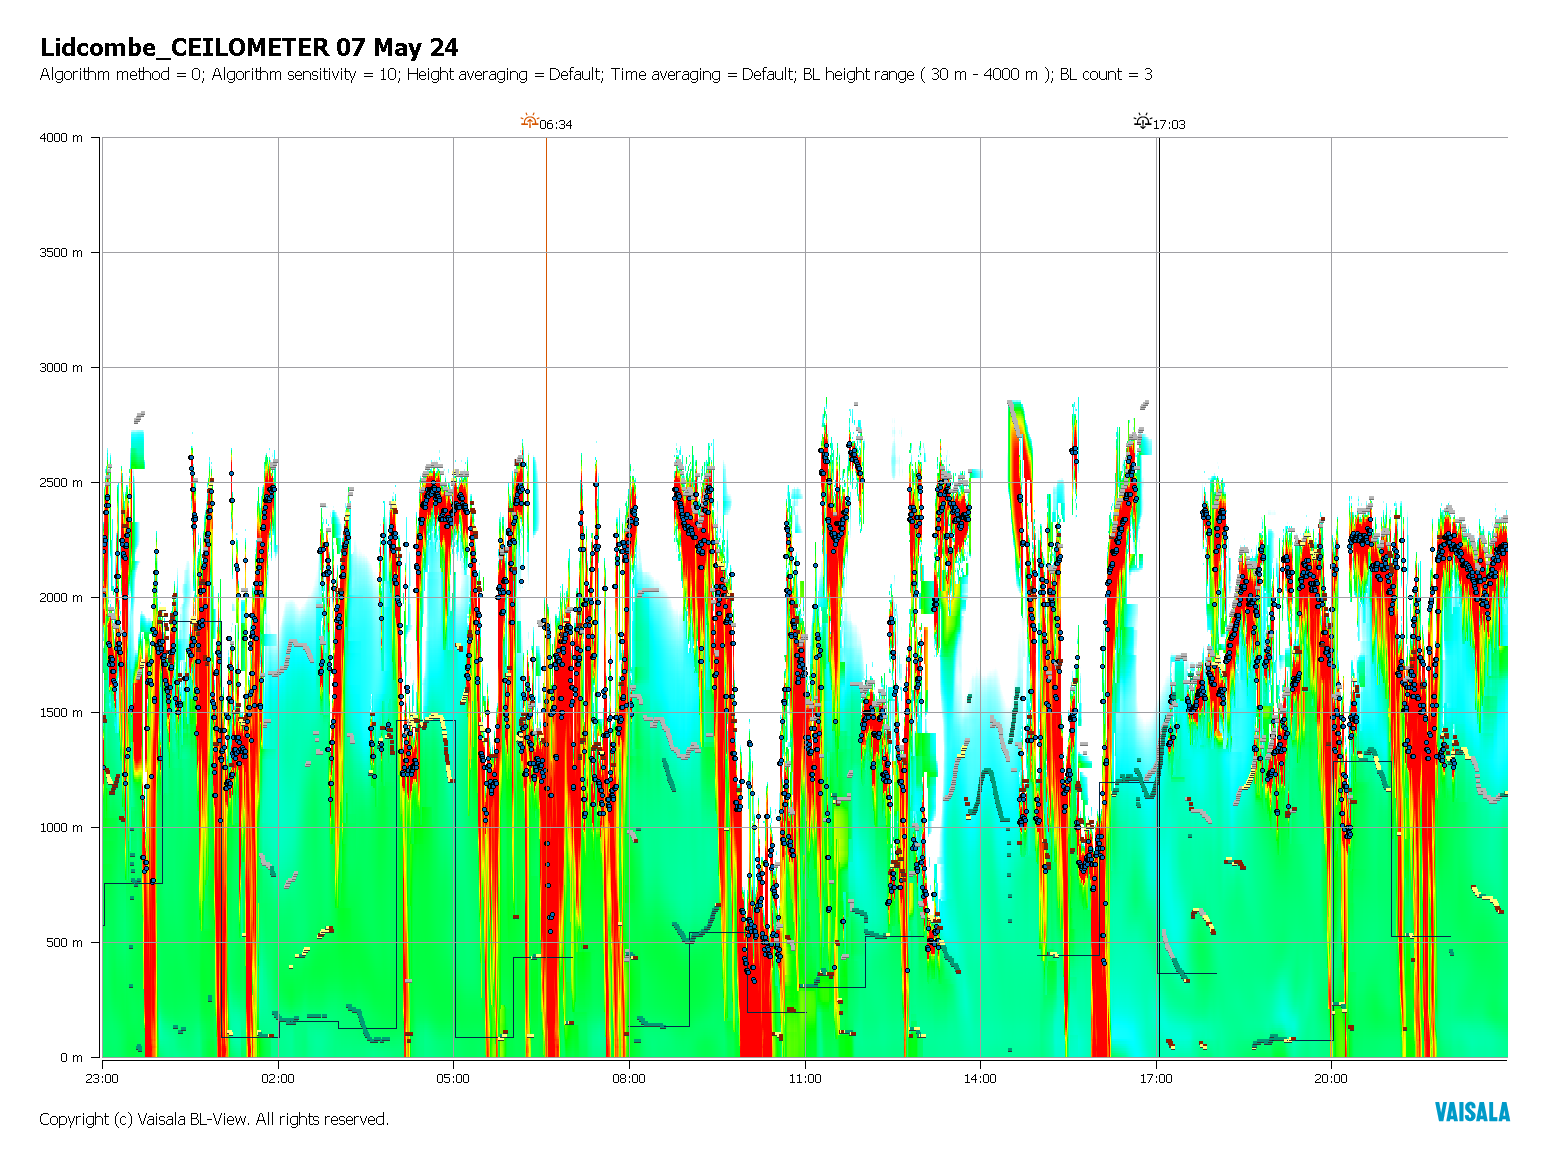 Lidcombe_CEILOMETER 07 May 24
Algorithm method = 0; Algorithm sensitivity = 10; Height averaging = Default; Time averaging = Default; BL height range ( 30 m - 4000 m ); BL count = 3
06:34
17:03
4000 m
3500 m
3000 m
2500 m
2000 m
1500 m
1000 m
500 m
0 m
23:00
02:00
05:00
08:00
11:00
14:00
17:00
20:00
Copyright (c) Vaisala BL-View. All rights reserved.
VAISALA